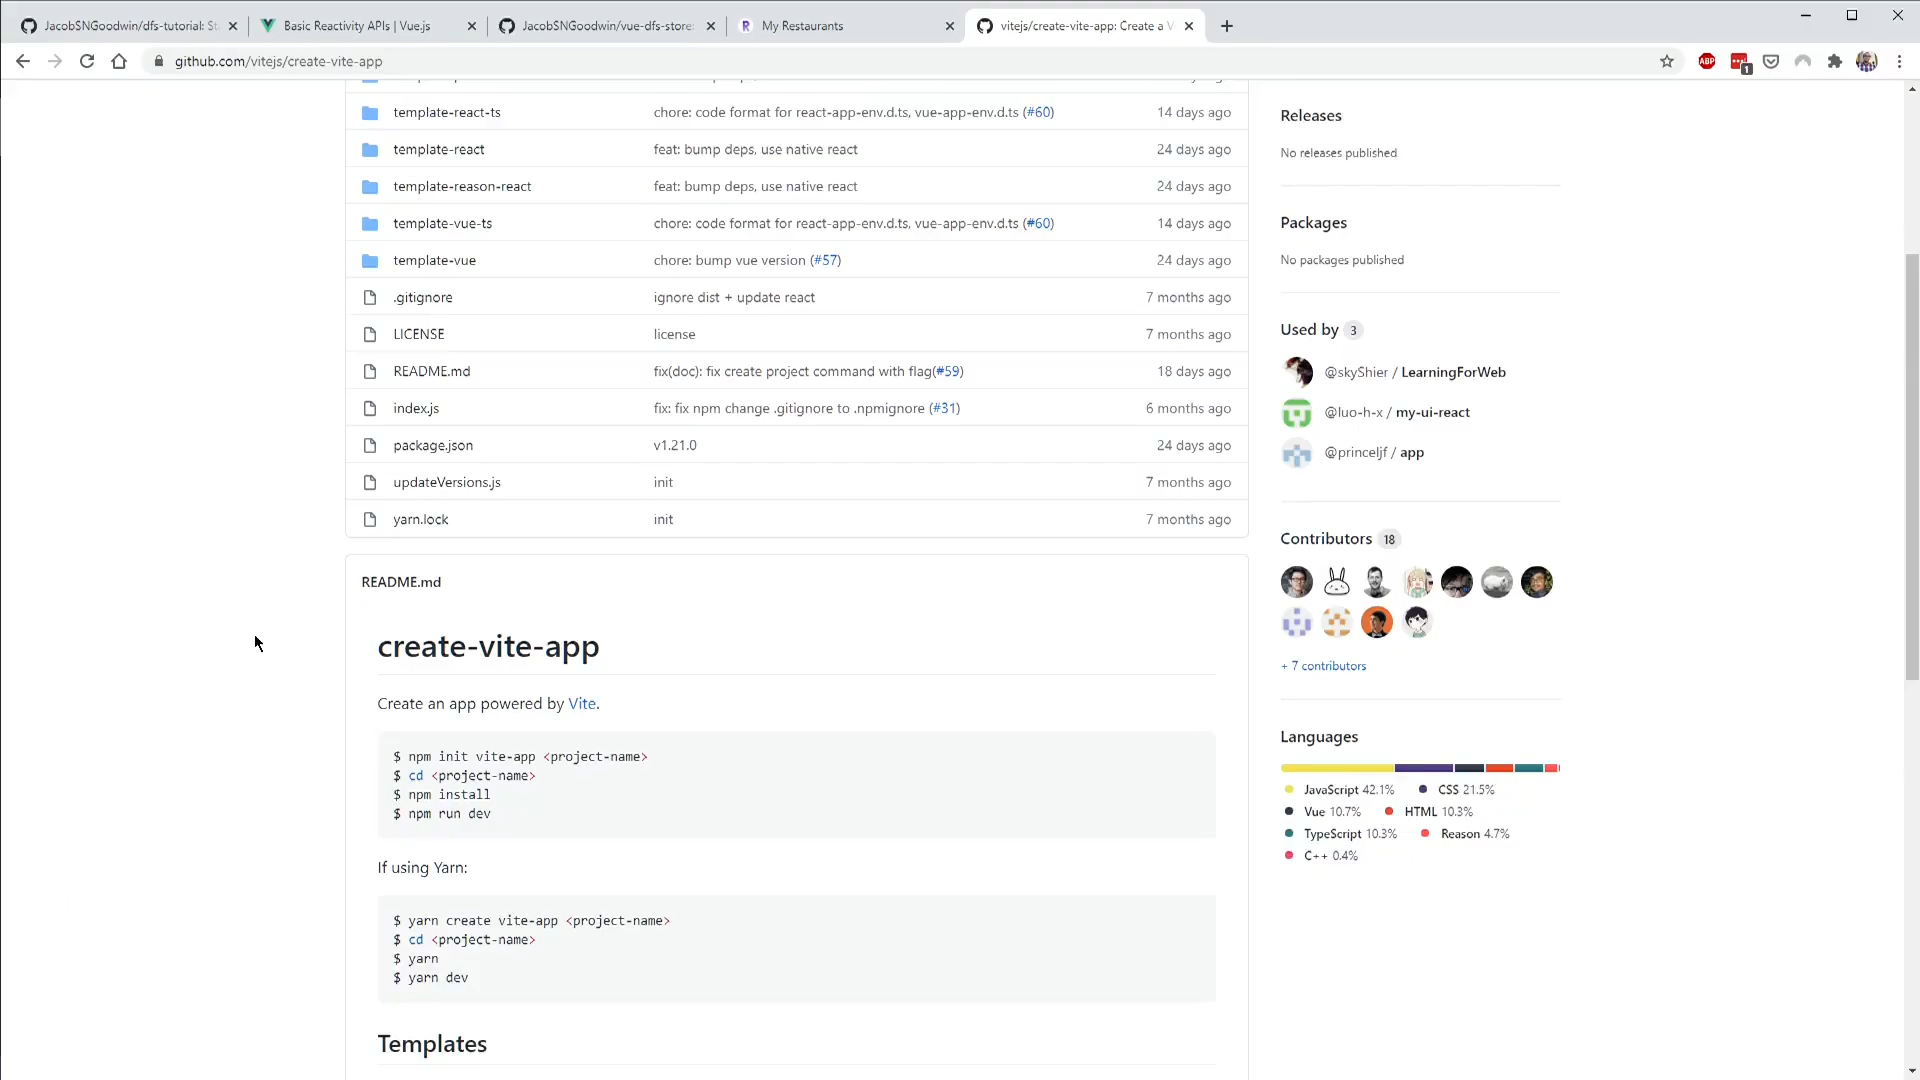 JacobSNGoodwin/dfs-tutorial: St
Basic Reactivity APIs | Vue.js
JacobSNGoodwin/vue-dfs-store:
R
My Restaurants
vitejs/create-vite-app: Create a V
github.com/vitejs/create-vite-app
ABP
1
template-react-ts chore: code format for react-app-env.d.ts, vue-app-env.d.ts (#60) 14 days ago
template-react feat: bump deps, use native react 24 days ago
template-reason-react feat: bump deps, use native react 24 days ago
template-vue-ts chore: code format for react-app-env.d.ts, vue-app-env.d.ts (#60) 14 days ago
template-vue chore: bump vue version (#57) 24 days ago
.gitignore ignore dist + update react 7 months ago
LICENSE license 7 months ago
README.md fix(doc): fix create project command with flag(#59) 18 days ago
index.js fix: fix npm change .gitignore to .npmignore (#31) 6 months ago
package.json v1.21.0 24 days ago
updateVersions.js init 7 months ago
yarn.lock init 7 months ago
README.md
create-vite-app
Create an app powered by Vite.
$ npm init vite-app <project-name>
$ cd <project-name>
$ npm install
$ npm run dev
If using Yarn:
$ yarn create vite-app <project-name>
$ cd <project-name>
$ yarn
$ yarn dev
Templates
Releases
No releases published
Packages
No packages published
Used by 3
@skyShier / LearningForWeb
@luo-h-x / my-ui-react
@princeljf / app
Contributors 18
+ 7 contributors
Languages
JavaScript 42.1% CSS 21.5%
Vue 10.7% HTML 10.3%
TypeScript 10.3% Reason 4.7%
C++ 0.4%